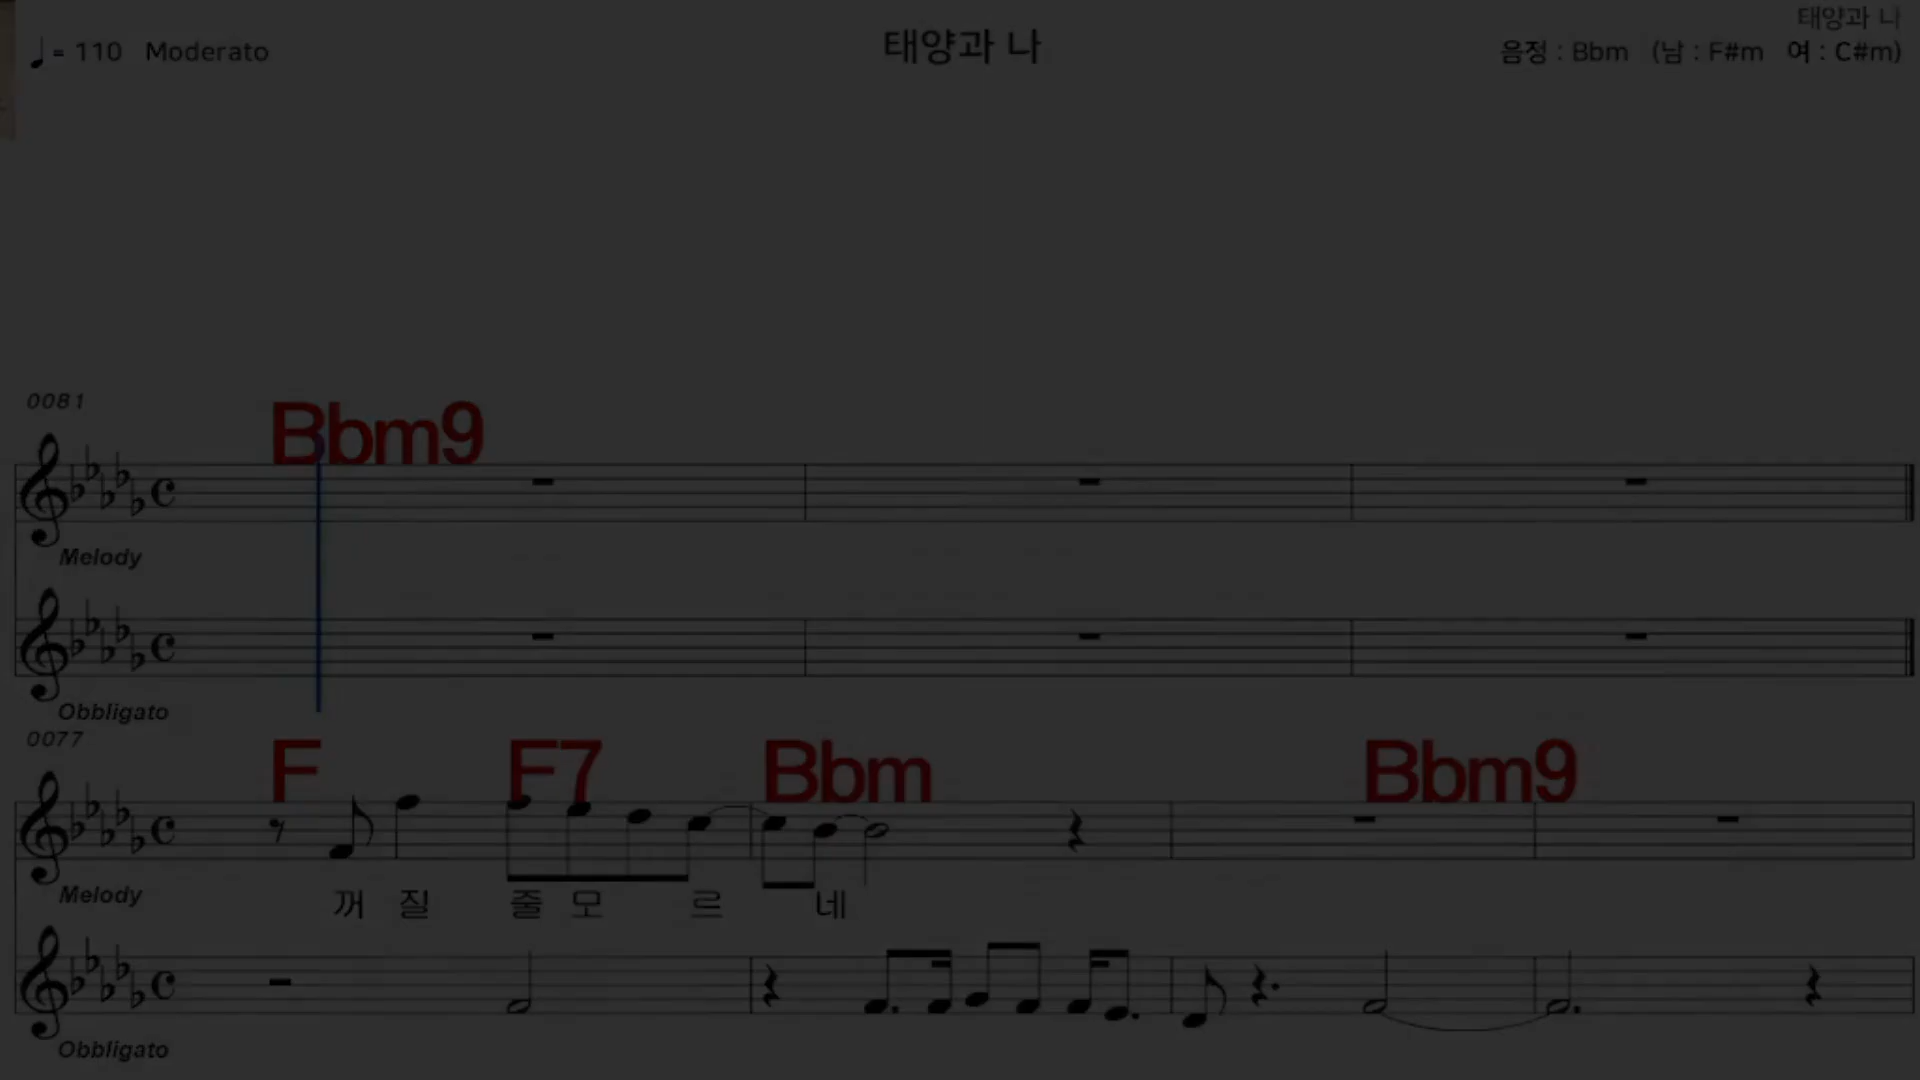 태양과 나
♩ = 110 Moderato
태양과 나
음정 : Bbm (남 : F#m 여 : C#m)
0081
Bbm9
Melody
Obbligato
0077
F F7 Bbm Bbm9
Melody
꺼 질 줄 모 르 네
Obbligato